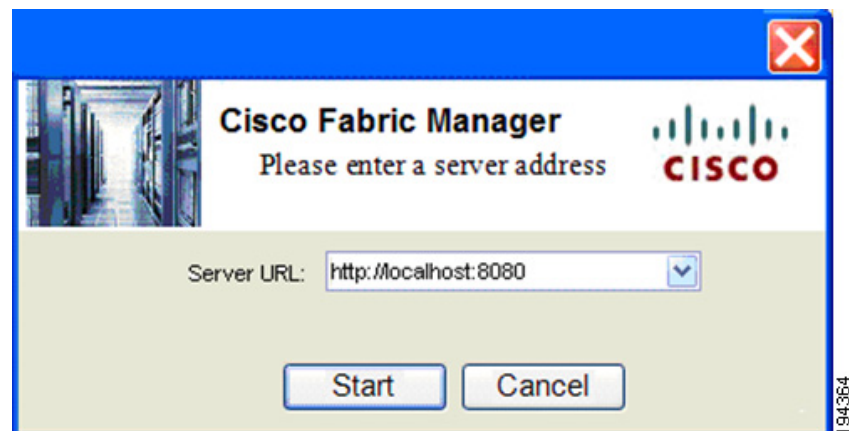 Cisco Fabric Manager
Please enter a server address
CISCO
Server URL: http://localhost:8080
Start Cancel
194364